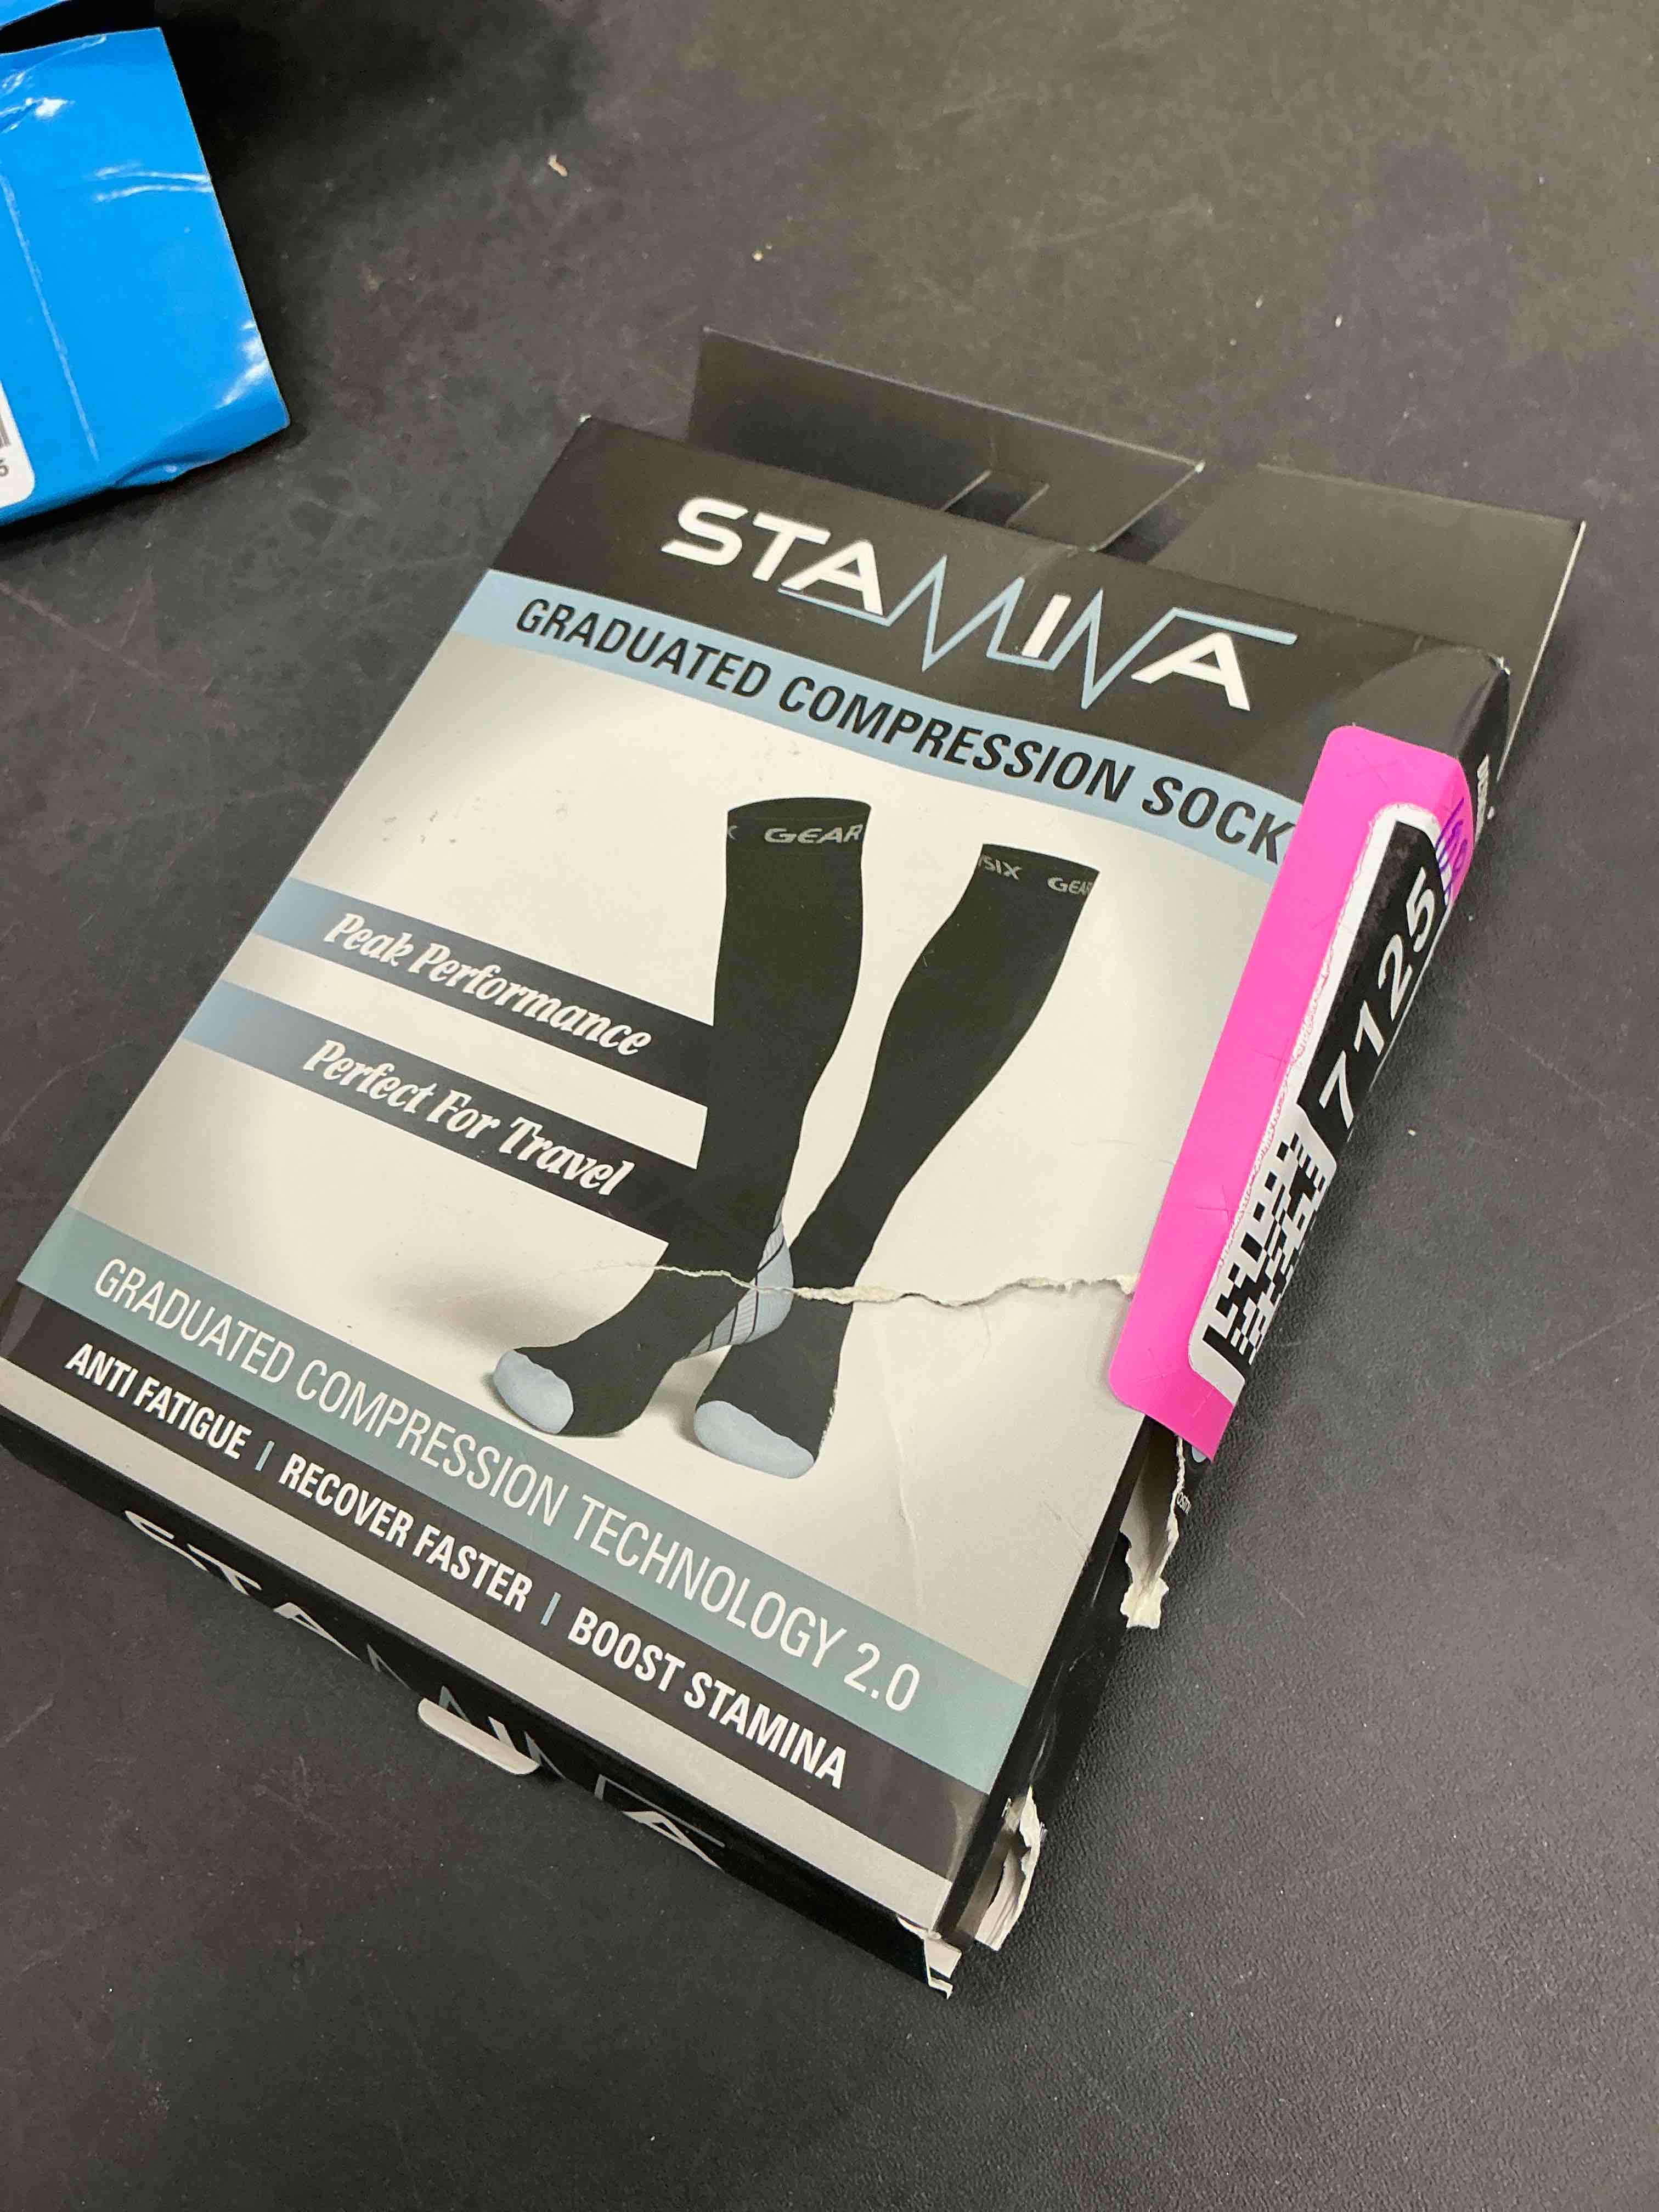 STAMINA
GRADUATED COMPRESSION SOCK
GEAR
SIX GEAR
Peak Performance
Perfect For Travel
7125
GRADUATED COMPRESSION TECHNOLOGY 2.0
ANTI FATIGUE | RECOVER FASTER | BOOST STAMINA
STAMINA